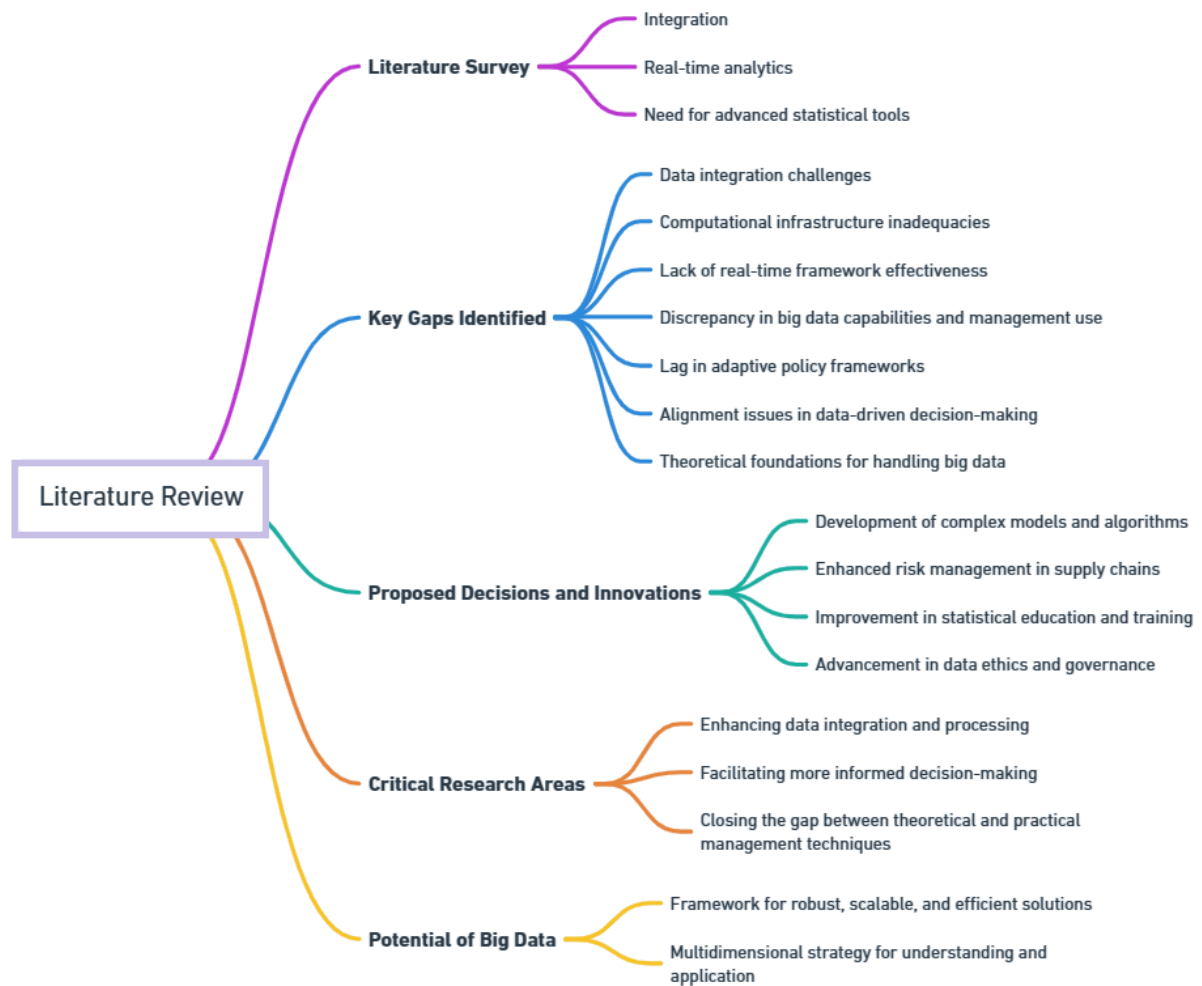 Integration
Literature Survey
Real-time analytics
Need for advanced statistical tools
Data integration challenges
Computational infrastructure inadequacies
Lack of real-time framework effectiveness
Key Gaps Identified
Discrepancy in big data capabilities and management use
Lag in adaptive policy frameworks
Alignment issues in data-driven decision-making
Theoretical foundations for handling big data
Literature Review
Development of complex models and algorithms
Enhanced risk management in supply chains
Proposed Decisions and Innovations
Improvement in statistical education and training
Advancement in data ethics and governance
Enhancing data integration and processing
Critical Research Areas
Facilitating more informed decision-making
Closing the gap between theoretical and practical
management techniques
Framework for robust, scalable, and efficient solutions
Potential of Big Data
Multidimensional strategy for understanding and
application